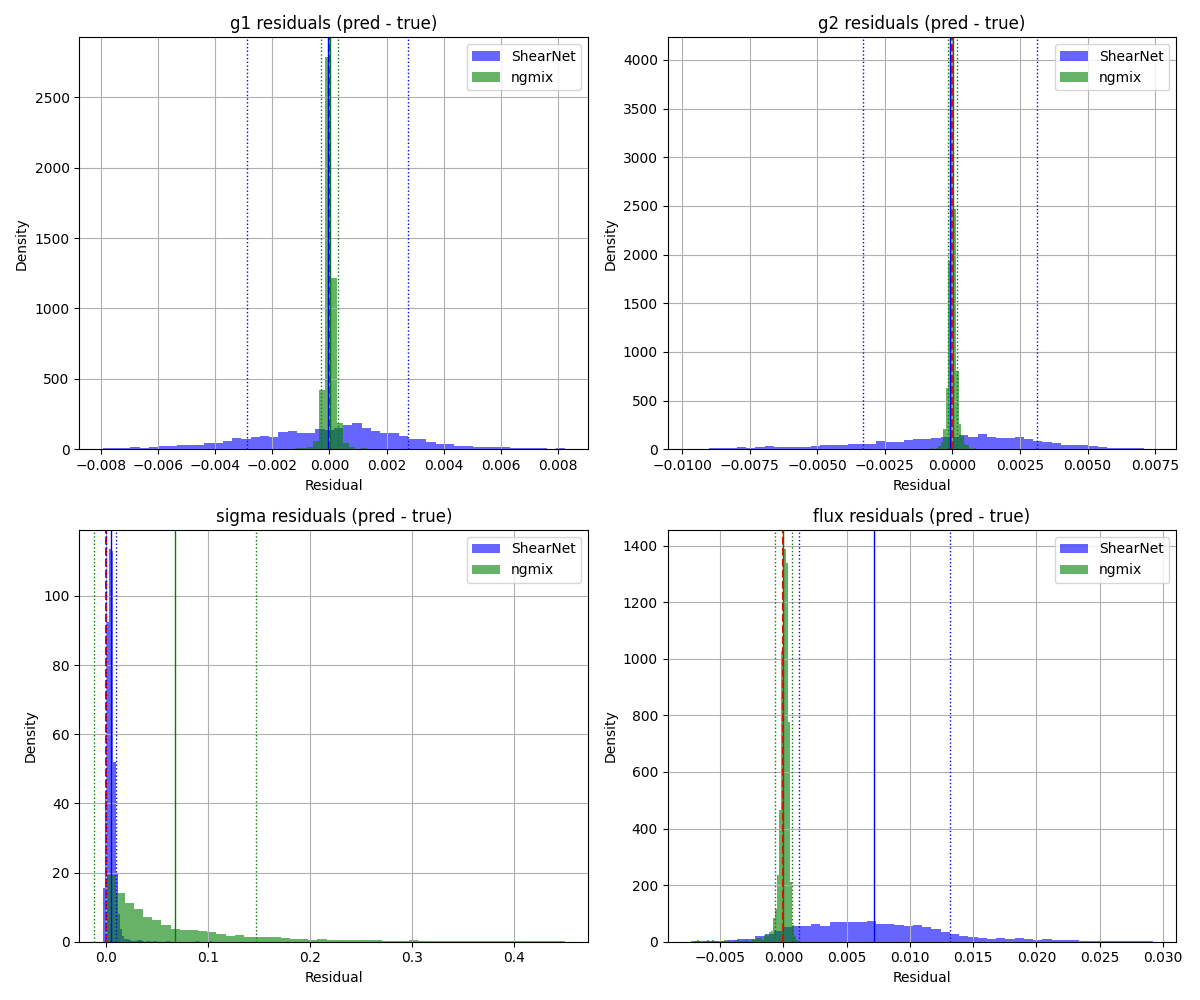 g1 residuals (pred - true)
ShearNet
ngmix
Density
2500
2000
1500
1000
500
0
−0.008 −0.006 −0.004 −0.002 0.000 0.002 0.004 0.006 0.008
Residual
g2 residuals (pred - true)
ShearNet
ngmix
Density
4000
3500
3000
2500
2000
1500
1000
500
0
−0.0100 −0.0075 −0.0050 −0.0025 0.0000 0.0025 0.0050 0.0075
Residual
sigma residuals (pred - true)
ShearNet
ngmix
Density
100
80
60
40
20
0
0.0 0.1 0.2 0.3 0.4
Residual
flux residuals (pred - true)
ShearNet
ngmix
Density
1400
1200
1000
800
600
400
200
0
−0.005 0.000 0.005 0.010 0.015 0.020 0.025 0.030
Residual